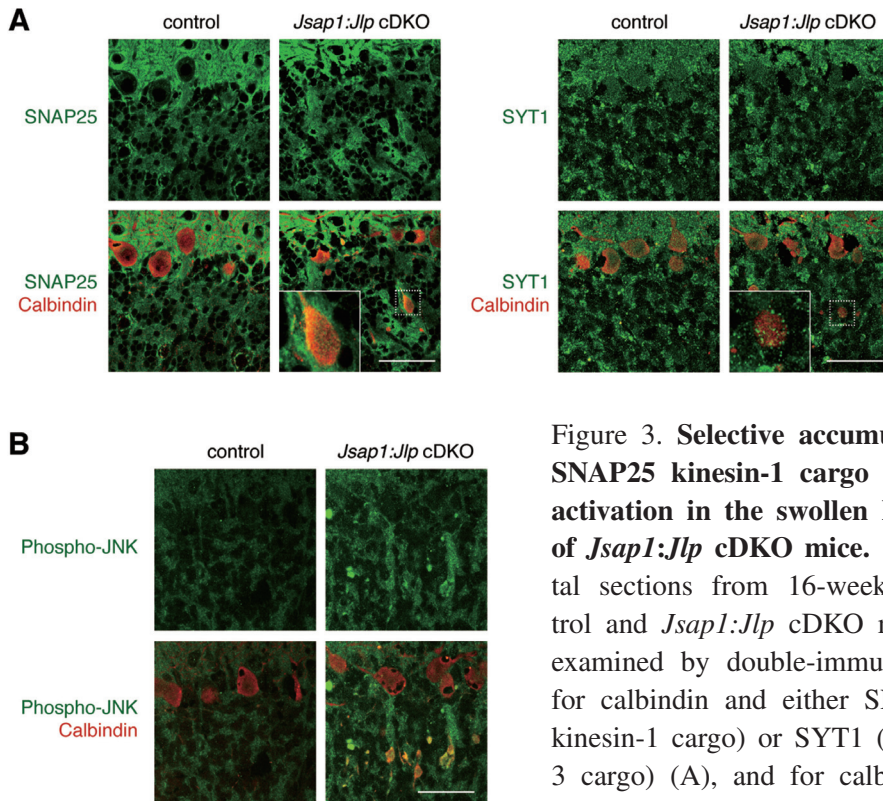 A
control
Jsap1:Jlp cDKO
control
Jsap1:Jlp cDKO
SNAP25
SYT1
SNAP25
Calbindin
SYT1
Calbindin
B
control
Jsap1:Jlp cDKO
Phospho-JNK
Phospho-JNK
Calbindin
Figure 3. Selective accumu
SNAP25 kinesin-1 cargo
activation in the swollen
of Jsap1:Jlp cDKO mice.
tal sections from 16-week
trol and Jsap1:Jlp cDKO
examined by double-immu
for calbindin and either
kinesin-1 cargo) or SYT1 (
3 cargo) (A), and for calb